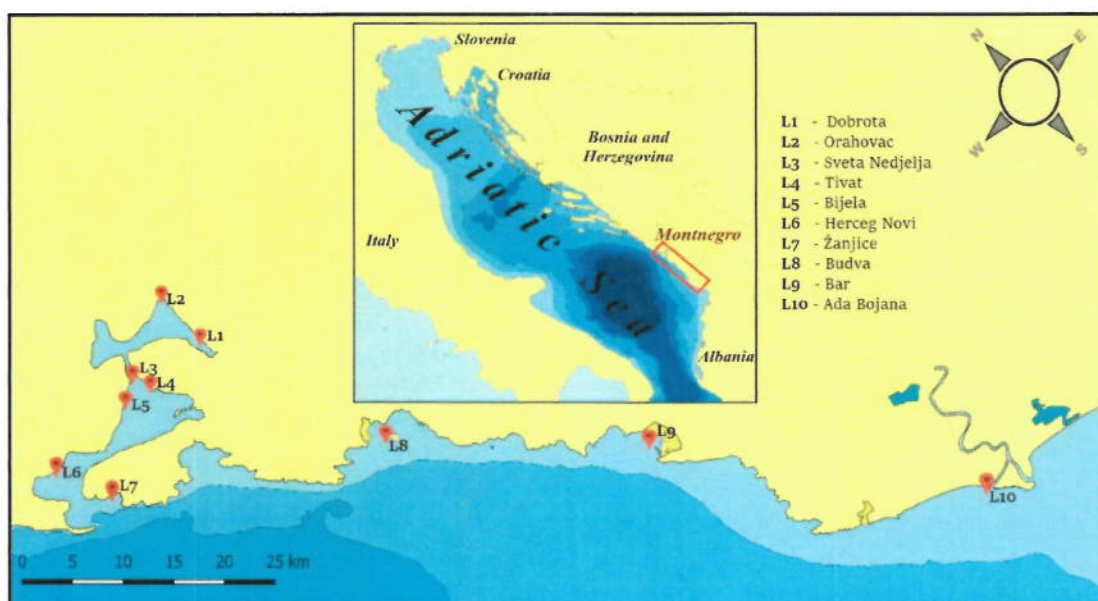 Slovenia
Croatia
Bosnia and
Herzegovina
Adriatic Sea
Italy
Montnegro
Albania
N
E
W
S
L1 - Dobrota
L2 - Orahovac
L3 - Sveta Nedjelja
L4 - Tivat
L5 - Bijela
L6 - Herceg Novi
L7 - Žanjice
L8 - Budva
L9 - Bar
L10 - Ada Bojana
L2
L1
L3
L4
L5
L8
L9
L6
L7
L10
0 5 10 15 20 25 km